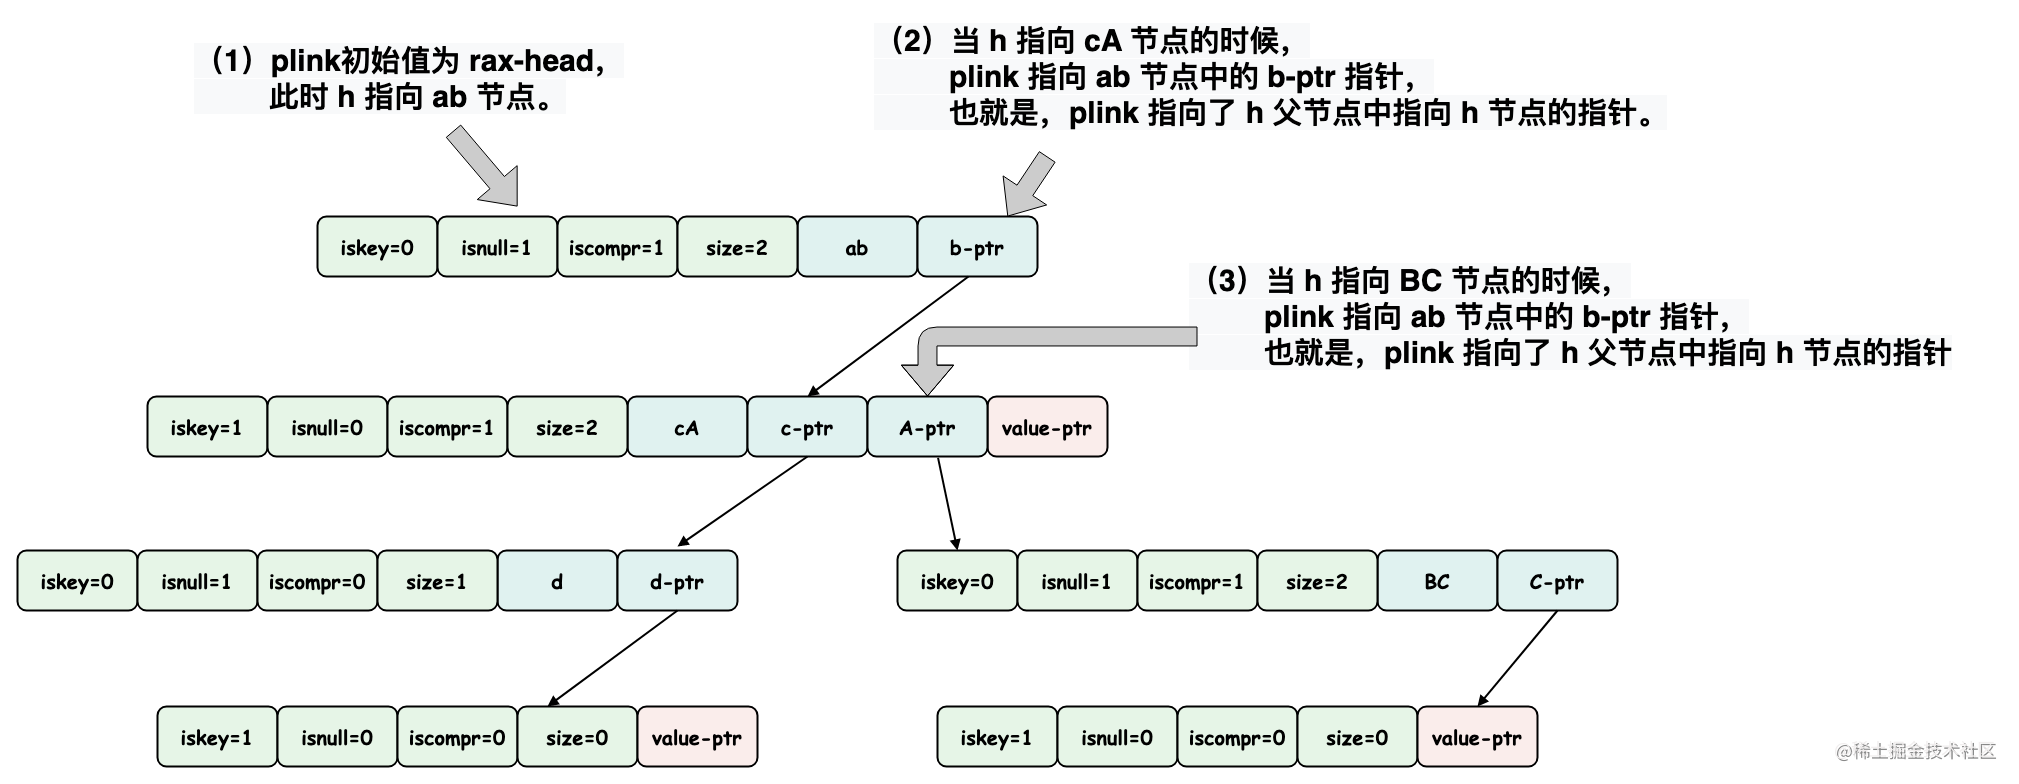 （1）plink初始值为 rax-head，
此时 h 指向 ab 节点。
（2）当 h 指向 cA 节点的时候，
plink 指向 ab 节点中的 b-ptr 指针，
也就是，plink 指向了 h 父节点中指向 h 节点的指针。
iskey=0 isnull=1 iscompr=1 size=2 ab b-ptr
（3）当 h 指向 BC 节点的时候，
plink 指向 ab 节点中的 b-ptr 指针，
也就是，plink 指向了 h 父节点中指向 h 节点的指针
iskey=1 isnull=0 iscompr=1 size=2 cA c-ptr A-ptr value-ptr
iskey=0 isnull=1 iscompr=0 size=1 d d-ptr
iskey=0 isnull=1 iscompr=1 size=2 BC C-ptr
iskey=1 isnull=0 iscompr=0 size=0 value-ptr
iskey=1 isnull=0 iscompr=0 size=0 value-ptr
@稀土掘金技术社区